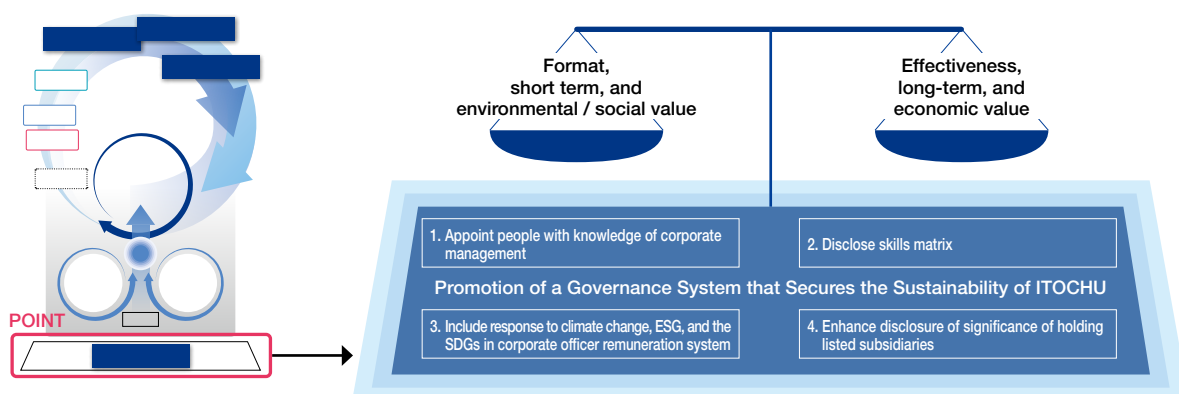 Format,
short term, and
environmental / social value
Effectiveness,
long-term, and
economic value
1. Appoint people with knowledge of corporate
management
2. Disclose skills matrix
Promotion of a Governance System that Secures the Sustainability of ITOCHU
3. Include response to climate change, ESG, and the
SDGs in corporate officer remuneration system
4. Enhance disclosure of significance of holding
listed subsidiaries
POINT